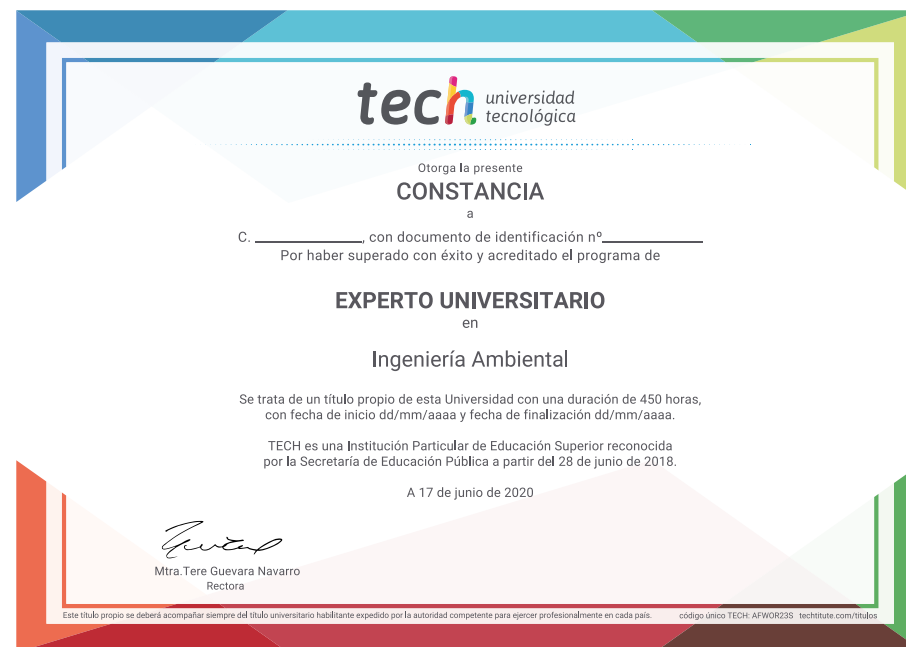 tech universidad
tecnológica
Otorga la presente
CONSTANCIA
a
C. ______________, con documento de identificación nº_____________
Por haber superado con éxito y acreditado el programa de
EXPERTO UNIVERSITARIO
en
Ingeniería Ambiental
Se trata de un título propio de esta Universidad con una duración de 450 horas,
con fecha de inicio dd/mm/aaaa y fecha de finalización dd/mm/aaaa.
TECH es una Institución Particular de Educación Superior reconocida
por la Secretaría de Educación Pública a partir del 28 de junio de 2018.
A 17 de junio de 2020
Mtra.Tere Guevara Navarro
Rectora
Este título propio se deberá acompañar siempre del título universitario habilitante expedido por la autoridad competente para ejercer profesionalmente en cada país. código único TECH: AFWOR23S techtitute.com/titulos